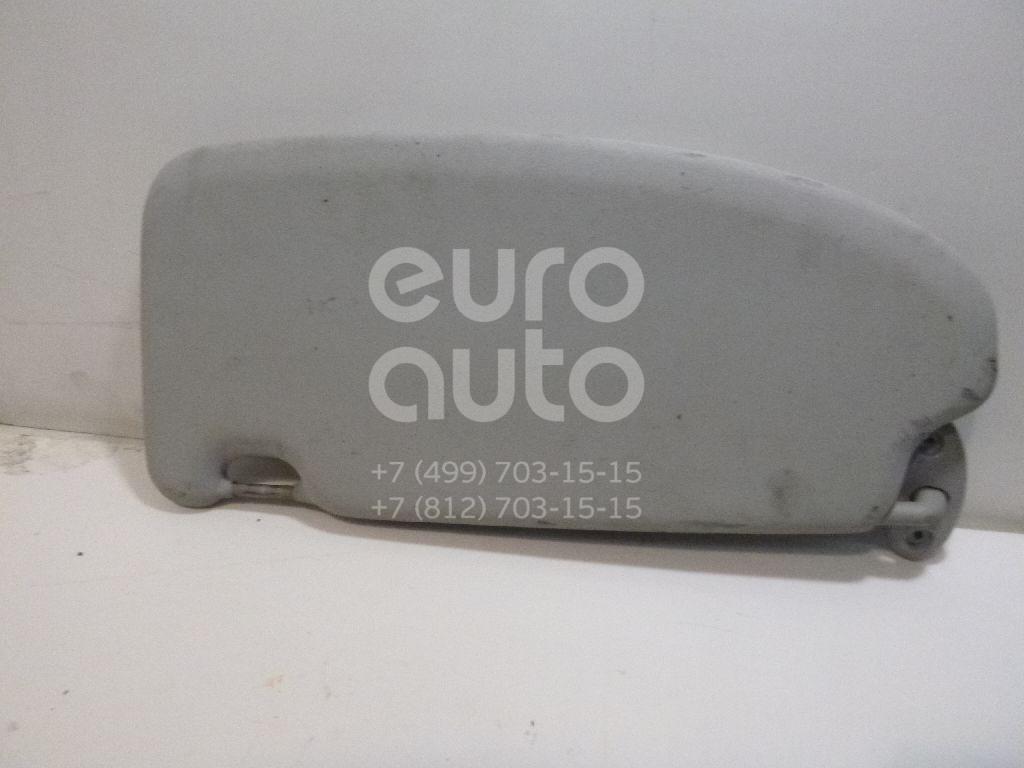 euro
auto
+7 (499) 703-15-15
+7 (812) 703-15-15